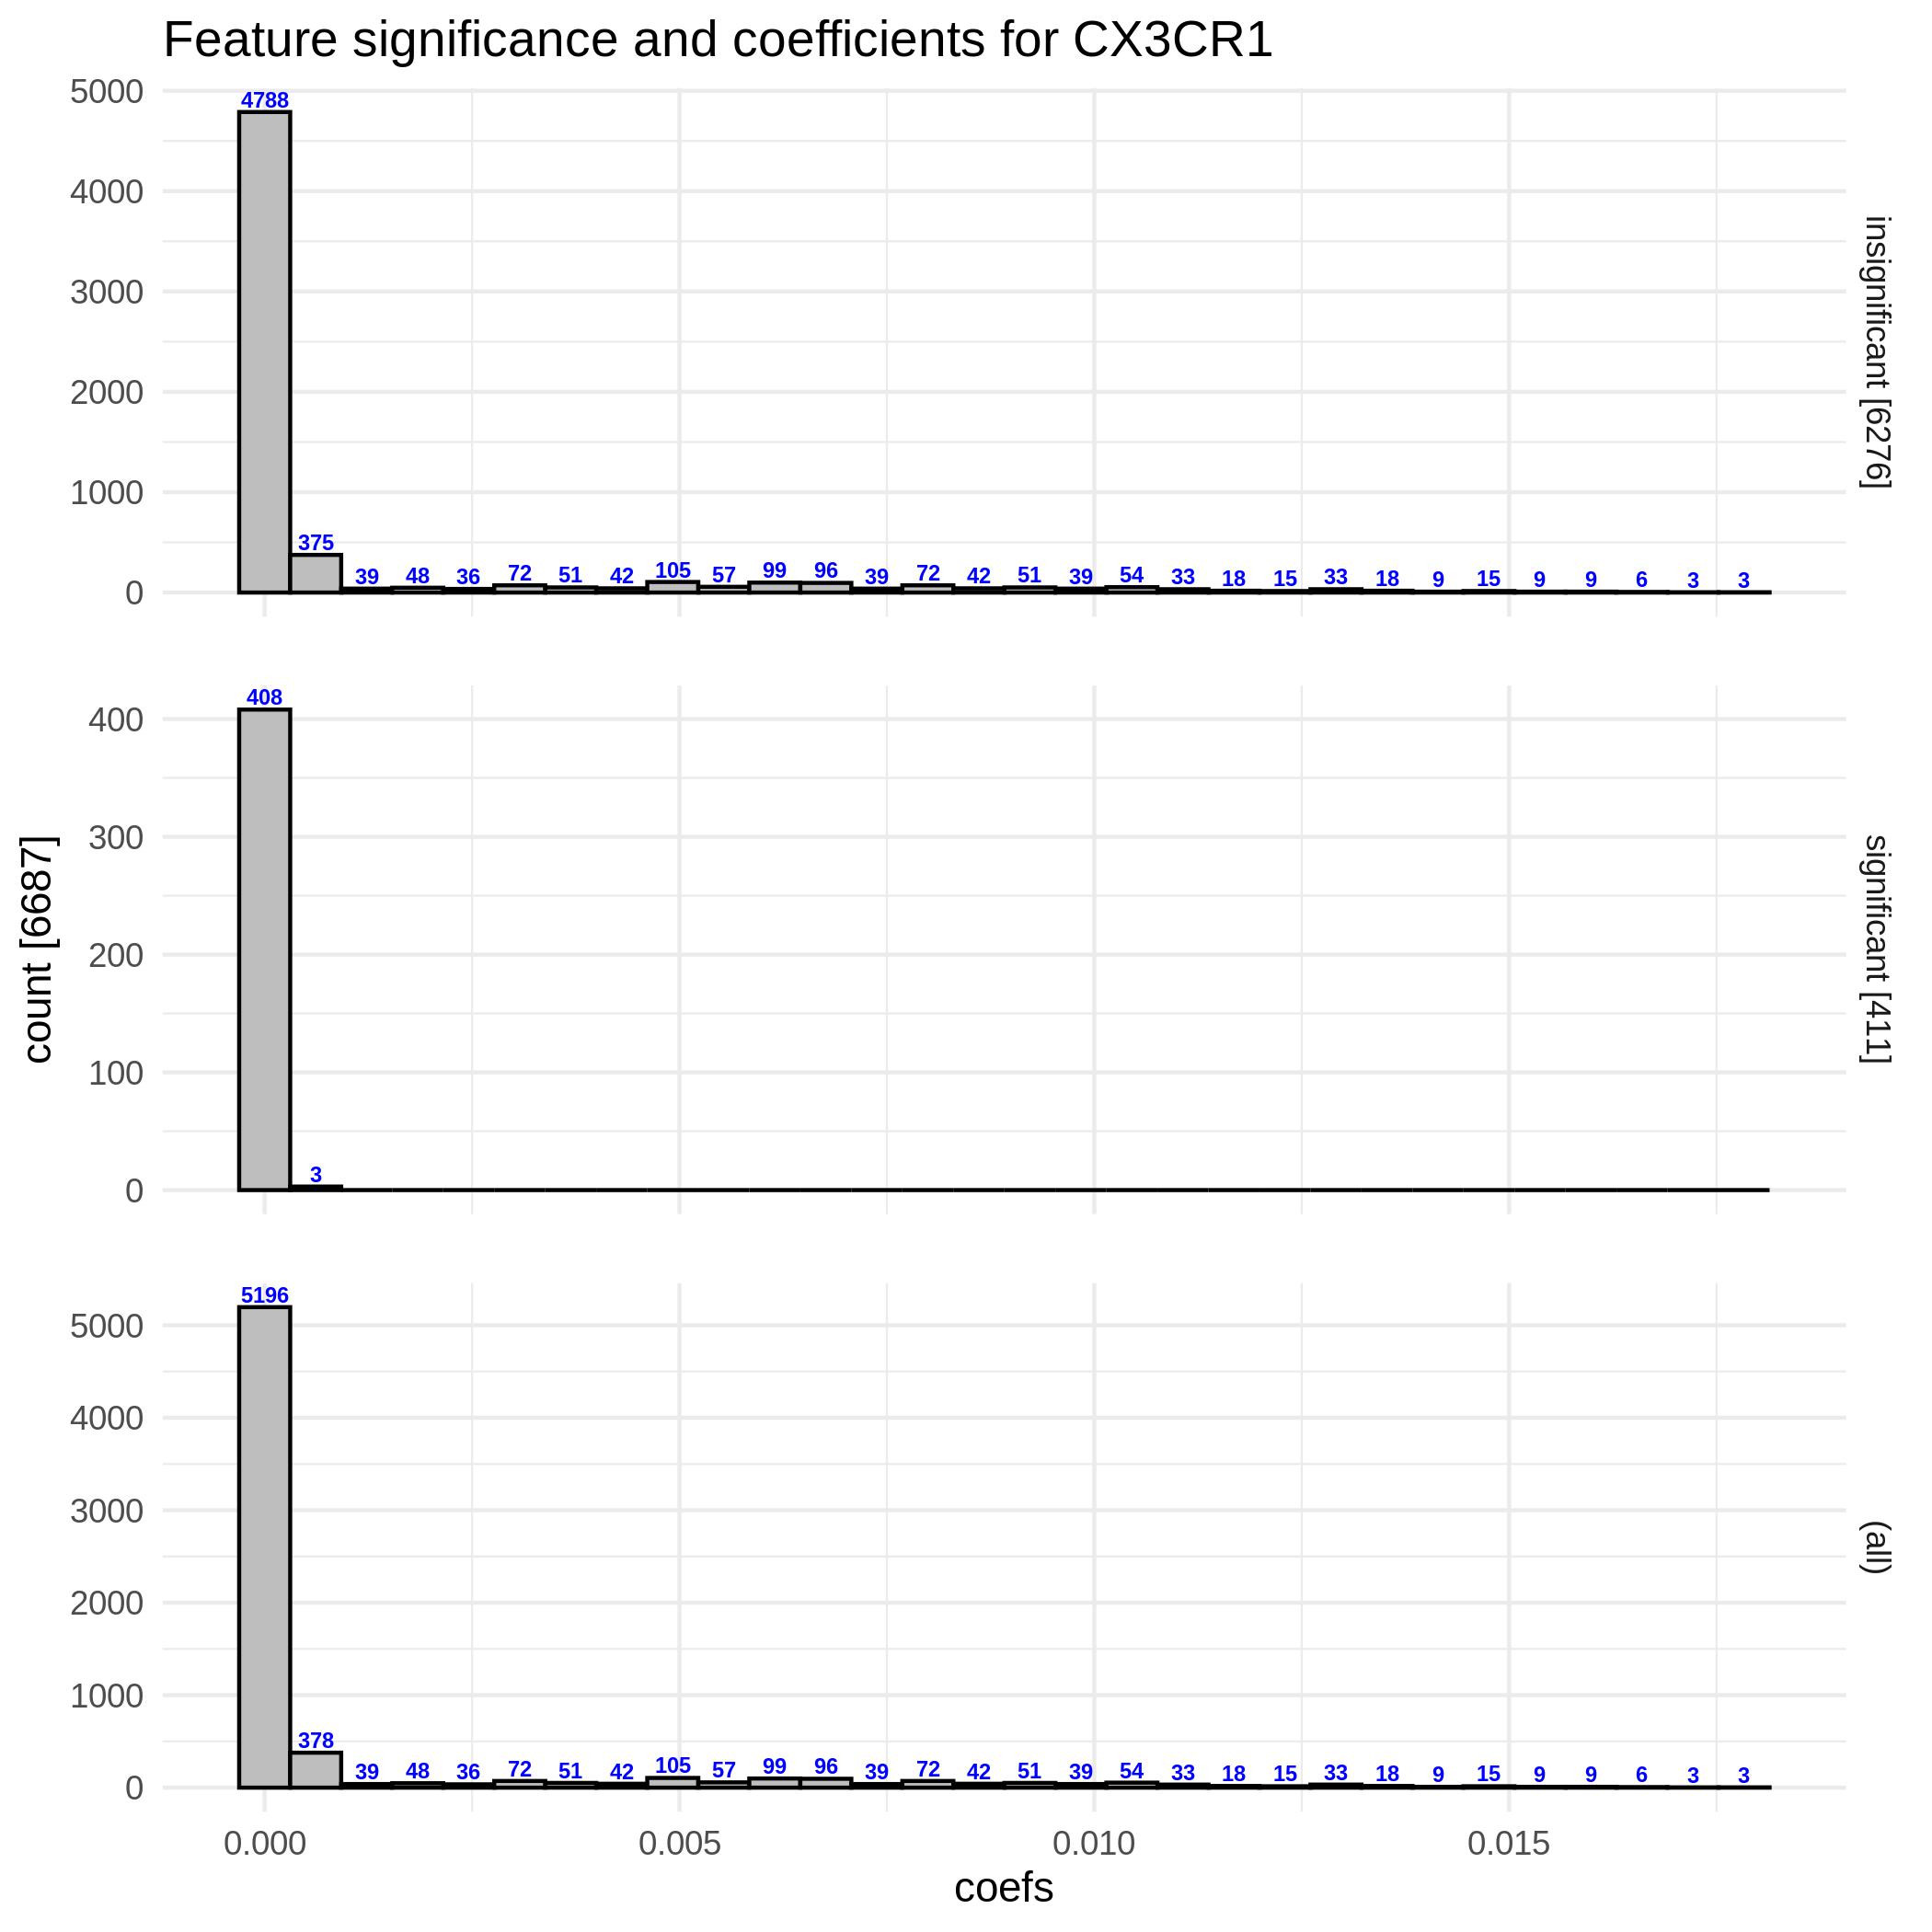 Feature significance and coefficients for CX3CR1
count [6687]
5000
4000
3000
2000
1000
0
4788 375 39 48 36 72 51 42 105 57 99 96 39 72 42 51 39 54 33 18 15 33 18 9 15 9 9 6 3 3
insignificant [6276]
400
300
200
100
0
408 3
significant [411]
5000
4000
3000
2000
1000
0
5196 378 39 48 36 72 51 42 105 57 99 96 39 72 42 51 39 54 33 18 15 33 18 9 15 9 9 6 3 3
(all)
0.000 0.005 0.010 0.015
coefs